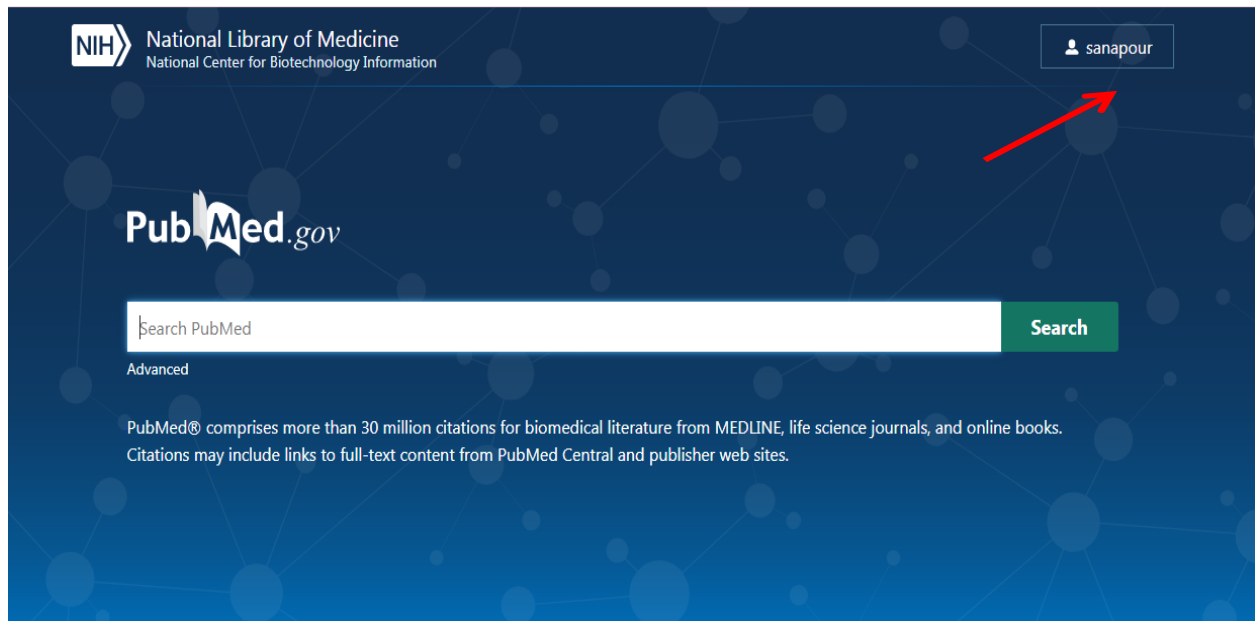 NIH
National Library of Medicine
National Center for Biotechnology Information
sanapour
PubMed.gov
Search PubMed
Search
Advanced
PubMed® comprises more than 30 million citations for biomedical literature from MEDLINE, life science journals, and online books.
Citations may include links to full-text content from PubMed Central and publisher web sites.